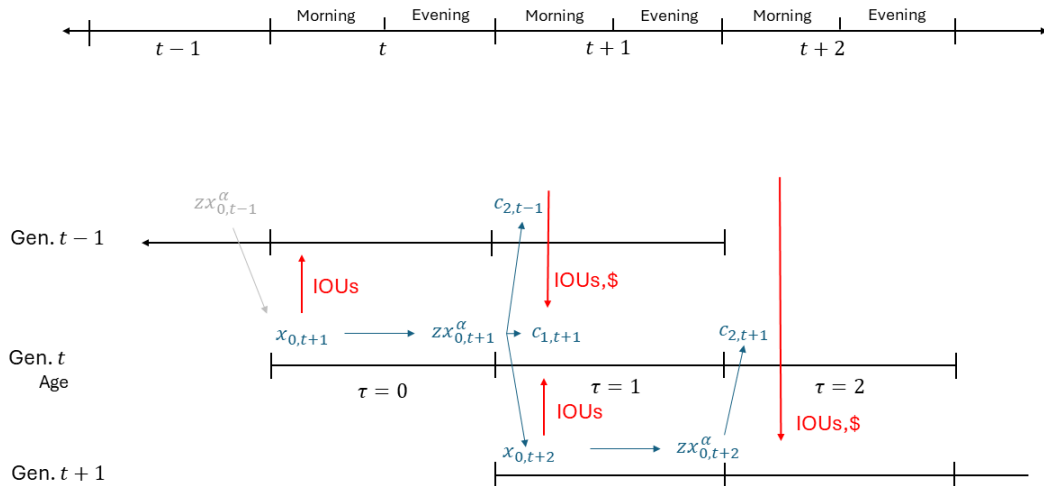 Morning Evening Morning Evening Morning Evening
t − 1 t t + 1 t + 2
zx^α_{0,t−1} c_{2,t−1}
Gen. t − 1
IOUs IOUs,$
x_{0,t+1} zx^α_{0,t+1} c_{1,t+1} c_{2,t+1}
Gen. t
Age τ = 0 τ = 1 τ = 2
IOUs IOUs,$
x_{0,t+2} zx^α_{0,t+2}
Gen. t + 1